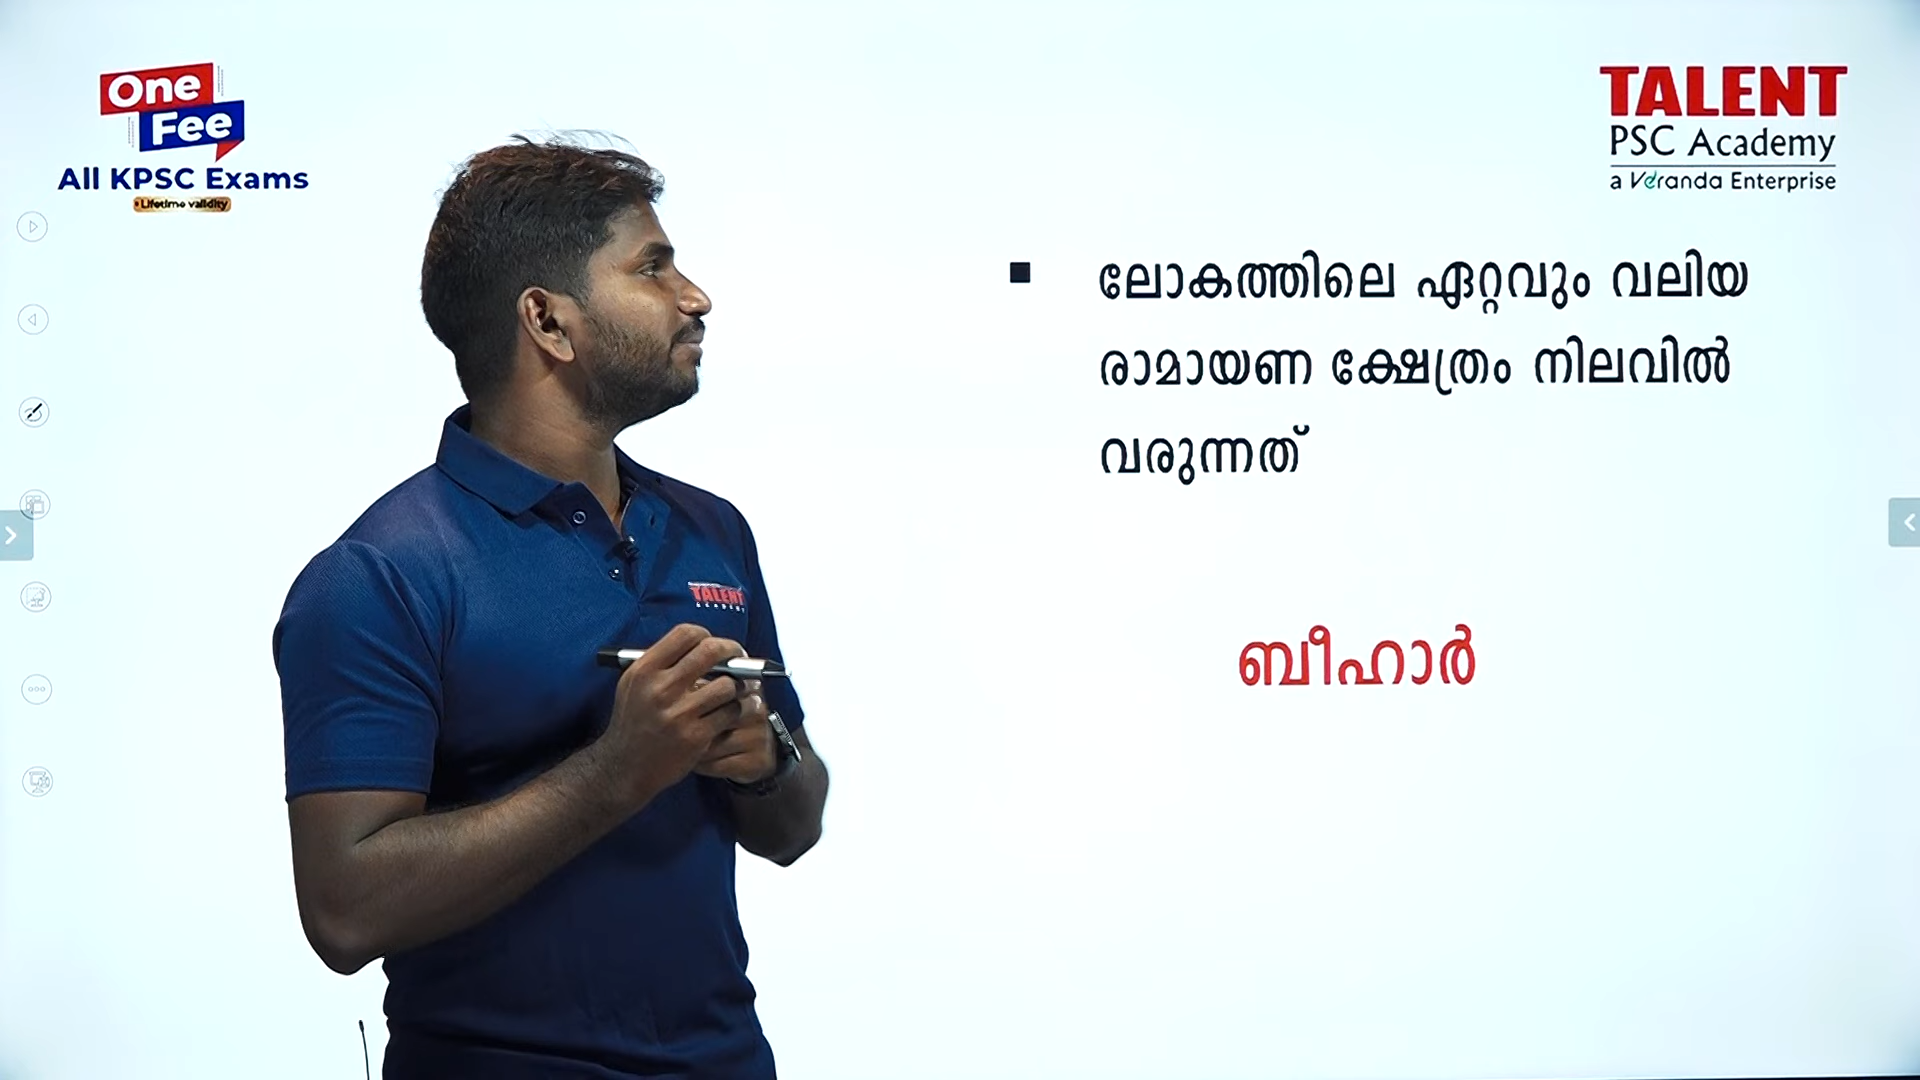 One
Fee
All KPSC Exams
Lifetime validity
TALENT
PSC Academy
a Veranda Enterprise
ലോകത്തിലെ ഏറ്റവും വലിയ
രാമായണ ക്ഷേത്രം നിലവിൽ
വരുന്നത്
ബീഹാർ
TALENT
ACADEMY